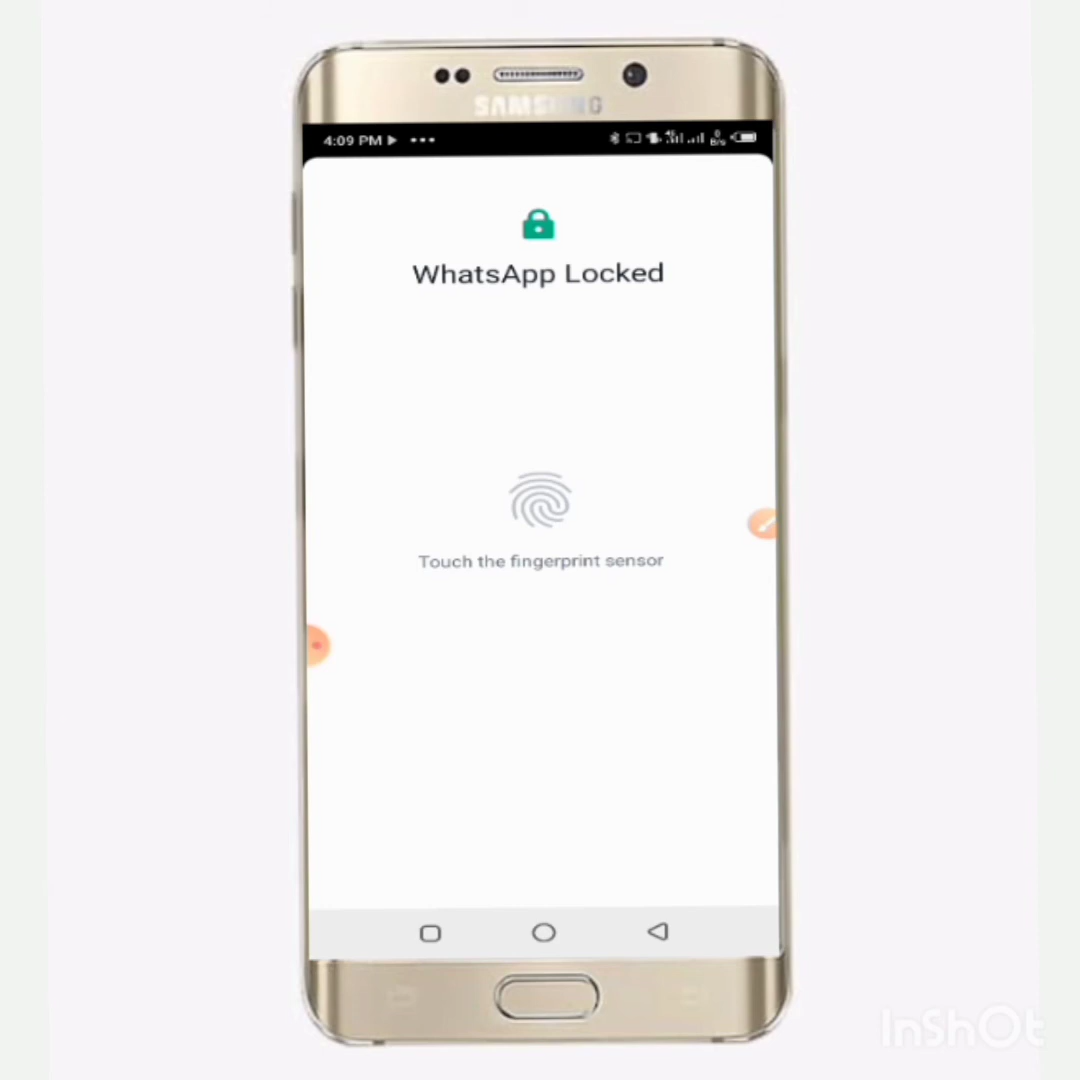 SAMSUNG
4:09 PM
WhatsApp Locked
Touch the fingerprint sensor
InShOt